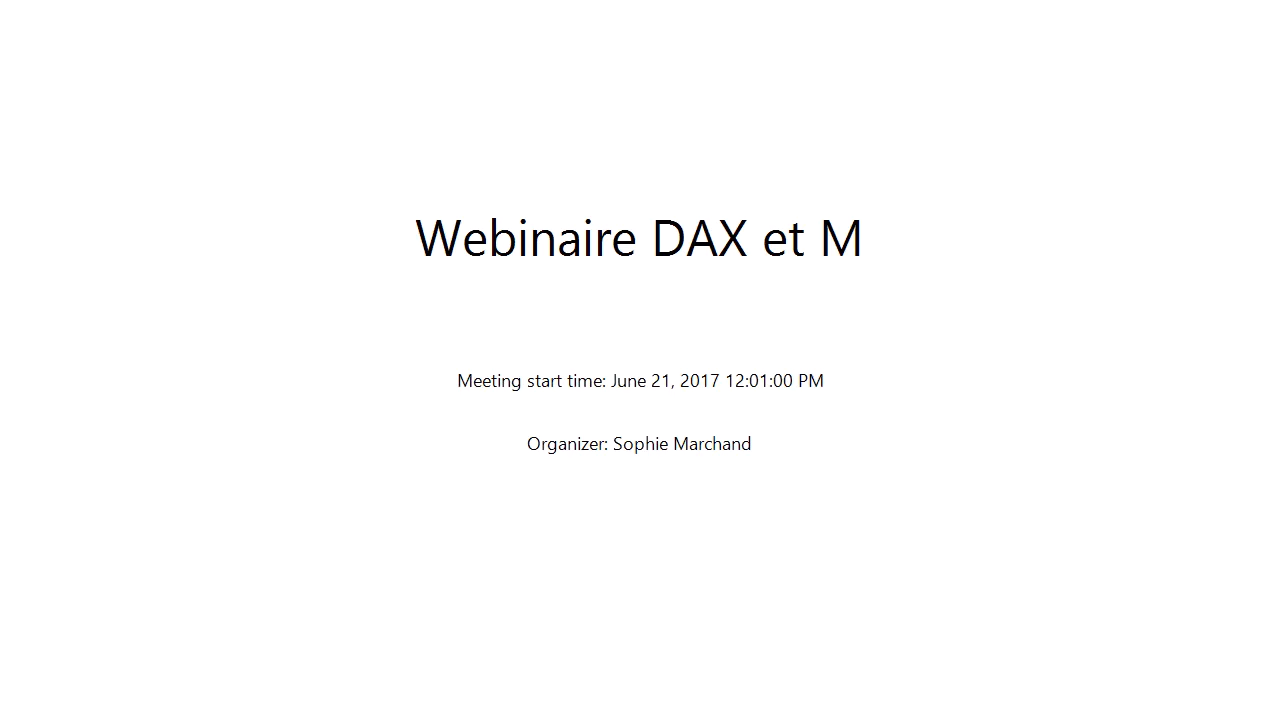 Webinaire DAX et M
Meeting start time: June 21, 2017 12:01:00 PM
Organizer: Sophie Marchand